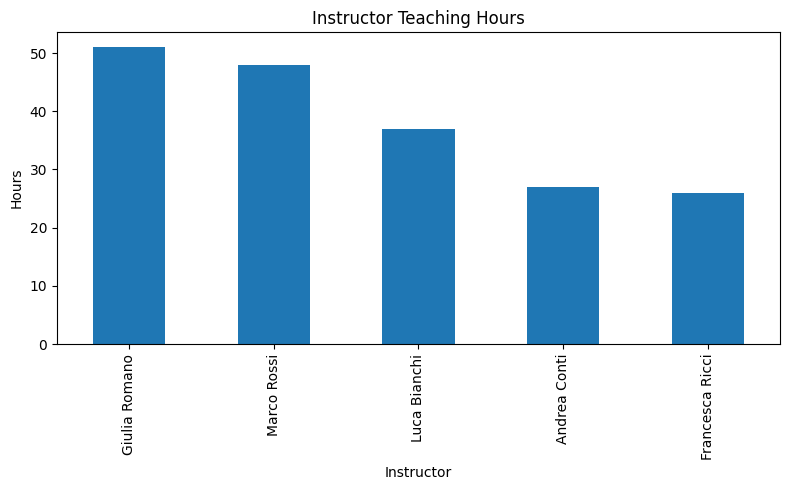 Instructor Teaching Hours
Hours
50
40
30
20
10
0
Giulia Romano
Marco Rossi
Luca Bianchi
Andrea Conti
Francesca Ricci
Instructor